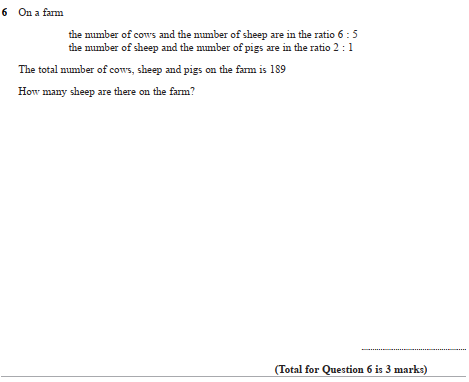 6 On a farm
the number of cows and the number of sheep are in the ratio 6 : 5
the number of sheep and the number of pigs are in the ratio 2 : 1
The total number of cows, sheep and pigs on the farm is 189
How many sheep are there on the farm?
(Total for Question 6 is 3 marks)